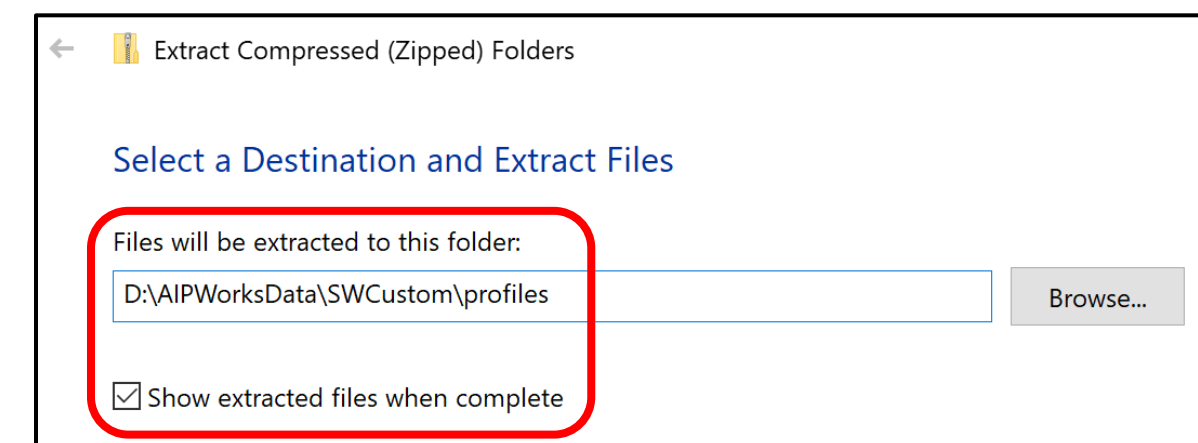 Extract Compressed (Zipped) Folders
Select a Destination and Extract Files
Files will be extracted to this folder:
D:\AIPWorksData\SWCustom\profiles
Browse...
Show extracted files when complete